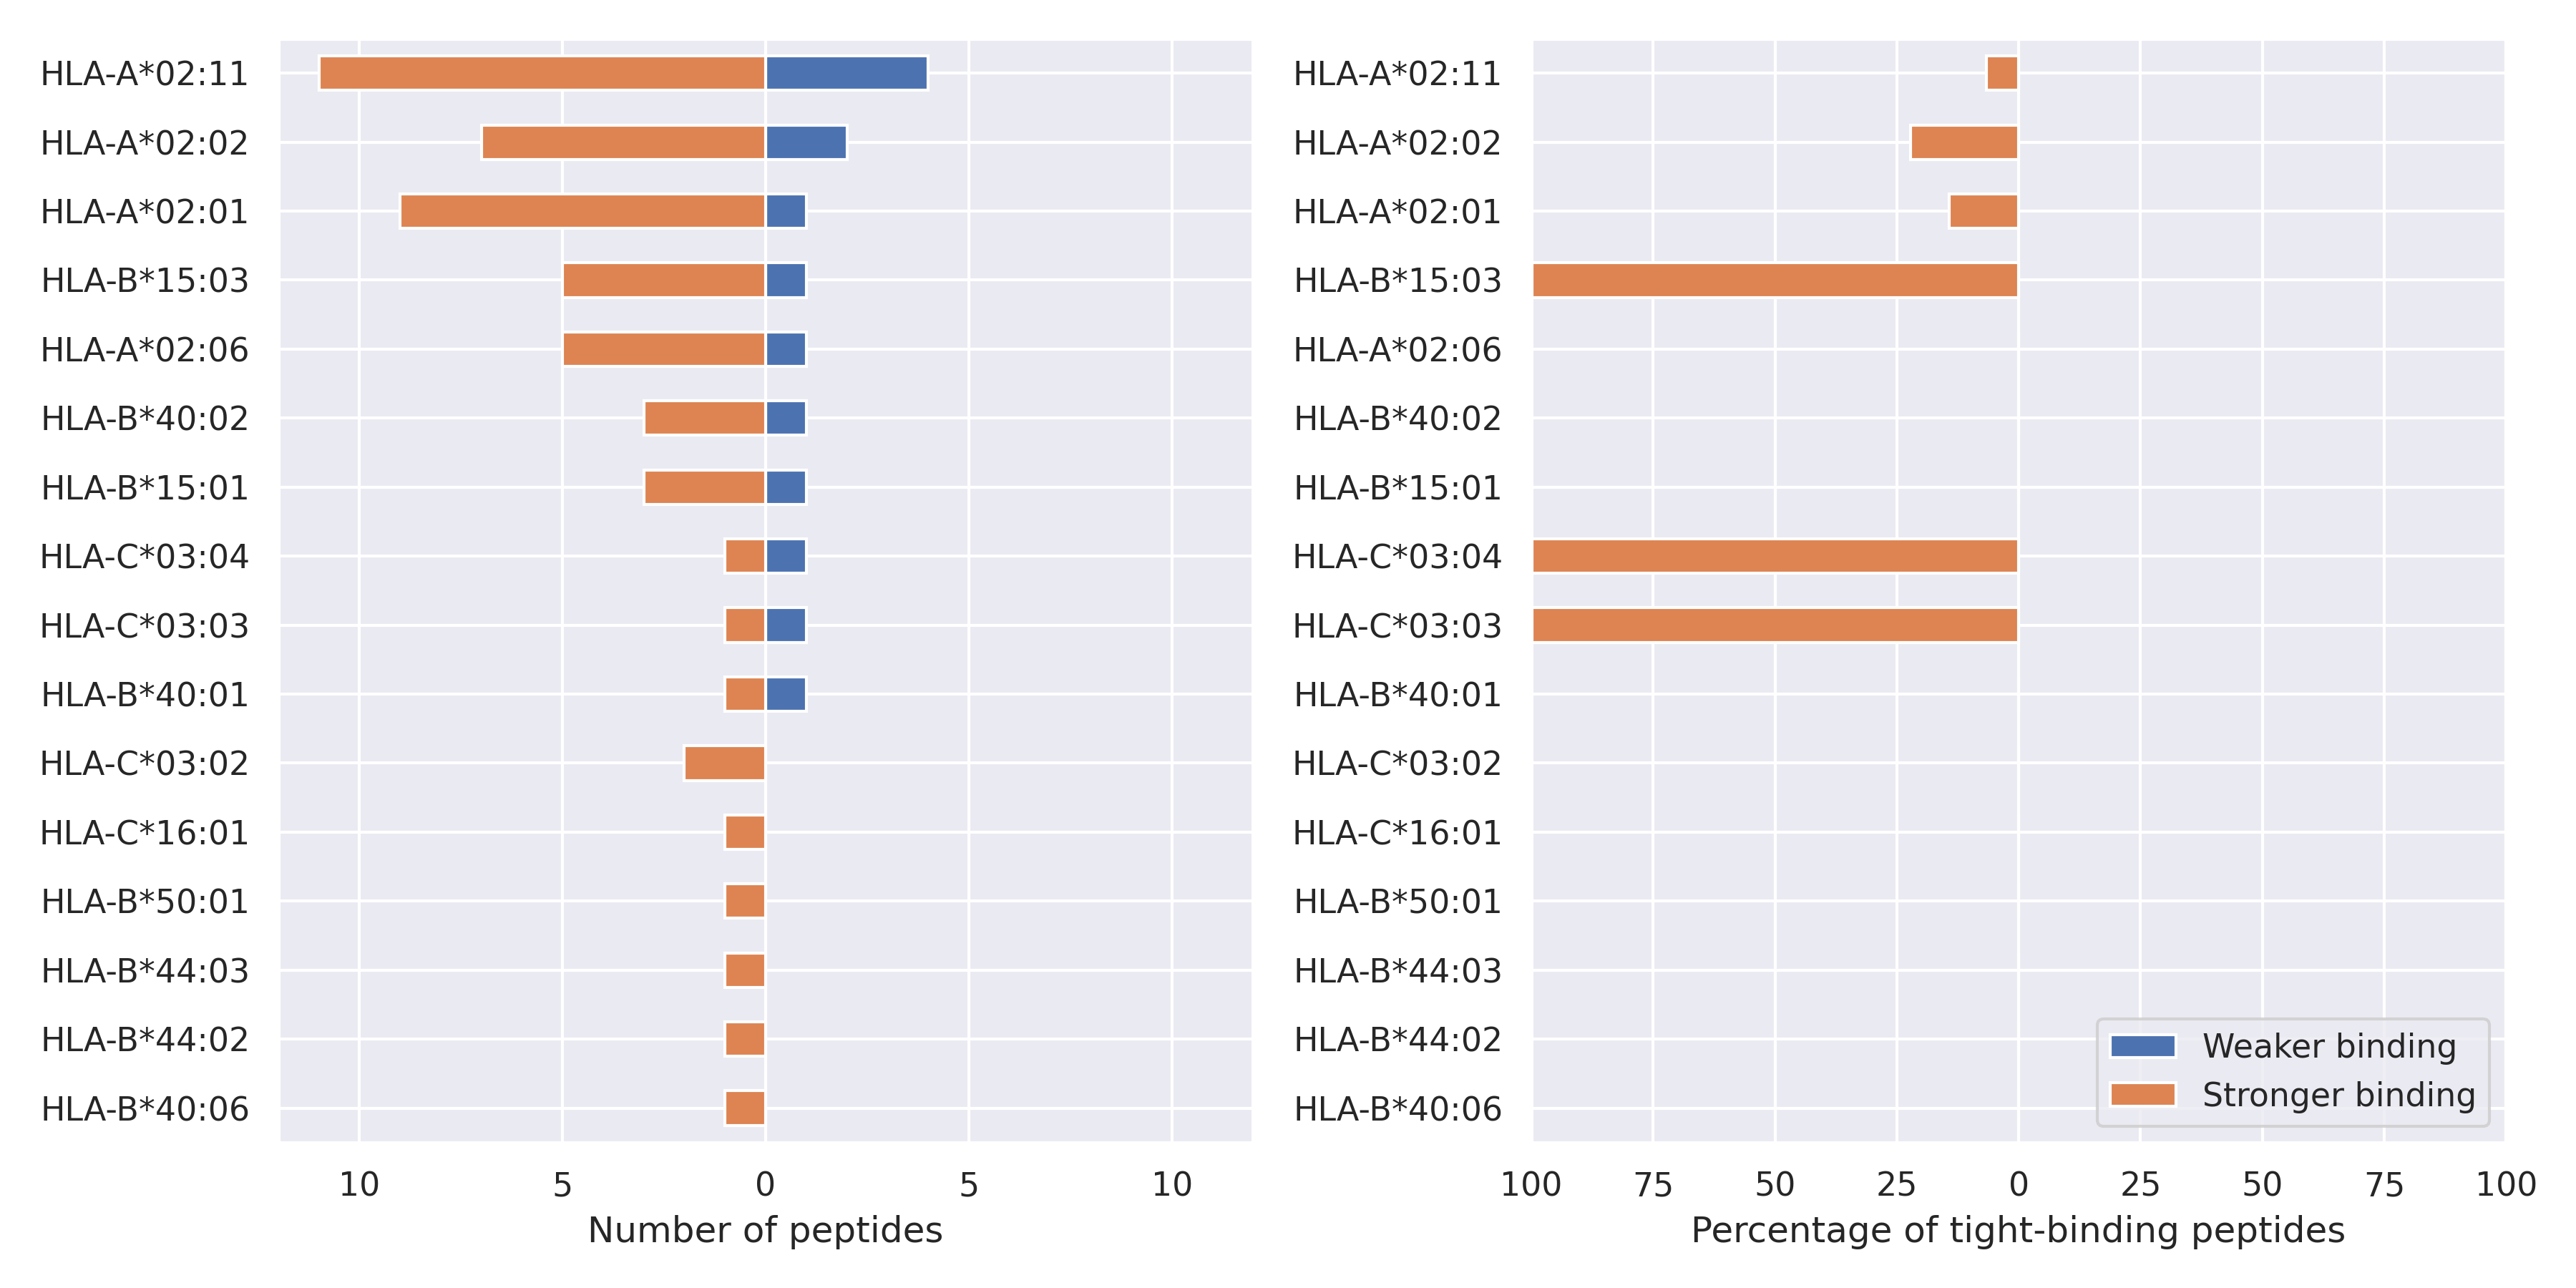 HLA-A*02:11
HLA-A*02:02
HLA-A*02:01
HLA-B*15:03
HLA-A*02:06
HLA-B*40:02
HLA-B*15:01
HLA-C*03:04
HLA-C*03:03
HLA-B*40:01
HLA-C*03:02
HLA-C*16:01
HLA-B*50:01
HLA-B*44:03
HLA-B*44:02
HLA-B*40:06
10 5 0 5 10
Number of peptides
HLA-A*02:11
HLA-A*02:02
HLA-A*02:01
HLA-B*15:03
HLA-A*02:06
HLA-B*40:02
HLA-B*15:01
HLA-C*03:04
HLA-C*03:03
HLA-B*40:01
HLA-C*03:02
HLA-C*16:01
HLA-B*50:01
HLA-B*44:03
HLA-B*44:02
HLA-B*40:06
Weaker binding
Stronger binding
100 75 50 25 0 25 50 75 100
Percentage of tight-binding peptides